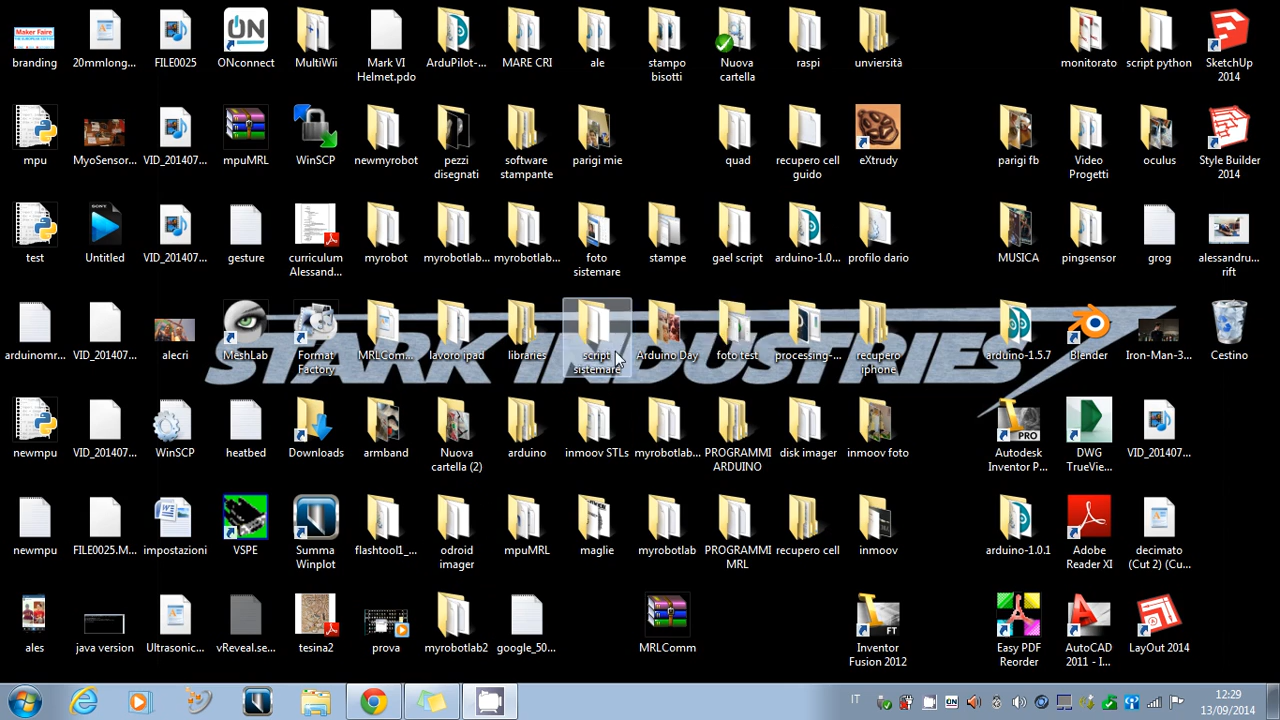 Maker Faire
ON
branding
20mmlong...
FILE0025
ONconnect
MultiWii
Mark VI
Helmet.pdo
ArduPilot-...
MARE CRI
ale
stampo
bisotti
Nuova
cartella
raspi
unviersità
monitorato
script python
SketchUp
2014
mpu
MyoSensor...
VID_201407...
mpuMRL
WinSCP
newmyrobot
pezzi
disegnati
software
stampante
parigi mie
quad
recupero cell
guido
eXtrudy
parigi fb
Video
Progetti
oculus
Style Builder
2014
SONY
test
Untitled
VID_201407...
gesture
curriculum
Alessand...
myrobot
myrobotlab...
myrobotlab...
foto
sistemare
stampe
gael script
arduino-1.0...
profilo dario
MUSICA
pingsensor
grog
alessandru...
rift
STARK INDUSTRIES
arduinomr...
VID_201407...
alecri
MeshLab
Format
Factory
MRLCom...
lavoro ipad
libraries
script
sistemare
Arduino Day
foto test
processing-...
recupero
iphone
arduino-1.5.7
Blender
Iron-Man-3...
Cestino
PRO
newmpu
VID_201407...
WinSCP
heatbed
Downloads
armband
Nuova
cartella (2)
arduino
inmoov STLs
myrobotlab...
PROGRAMMI
ARDUINO
disk imager
inmoov foto
Autodesk
Inventor P...
DWG
TrueVie...
VID_201407...
newmpu
FILE0025.M...
impostazioni
VSPE
Summa
Winplot
flashtool1_...
odroid
imager
mpuMRL
maglie
myrobotlab
PROGRAMMI
MRL
recupero cell
inmoov
arduino-1.0.1
Adobe
Reader XI
decimato
(Cut 2) (Cu...
FT
ales
java version
Ultrasonic...
vReveal.se...
tesina2
prova
myrobotlab2
google_50...
MRLComm
Inventor
Fusion 2012
Easy PDF
Reorder
AutoCAD
2011 - I...
LayOut 2014
IT
ON
12:29
13/09/2014